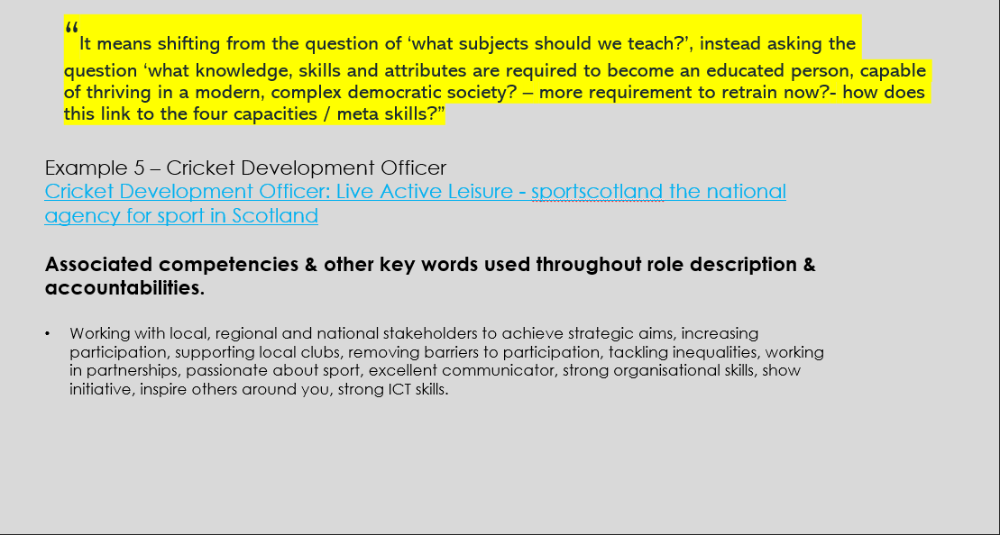 “It means shifting from the question of ‘what subjects should we teach?’, instead asking the
question ‘what knowledge, skills and attributes are required to become an educated person, capable
of thriving in a modern, complex democratic society? – more requirement to retrain now?- how does
this link to the four capacities / meta skills?”
Example 5 – Cricket Development Officer
Cricket Development Officer: Live Active Leisure - sportscotland the national
agency for sport in Scotland
Associated competencies & other key words used throughout role description &
accountabilities.
• Working with local, regional and national stakeholders to achieve strategic aims, increasing
participation, supporting local clubs, removing barriers to participation, tackling inequalities, working
in partnerships, passionate about sport, excellent communicator, strong organisational skills, show
initiative, inspire others around you, strong ICT skills.